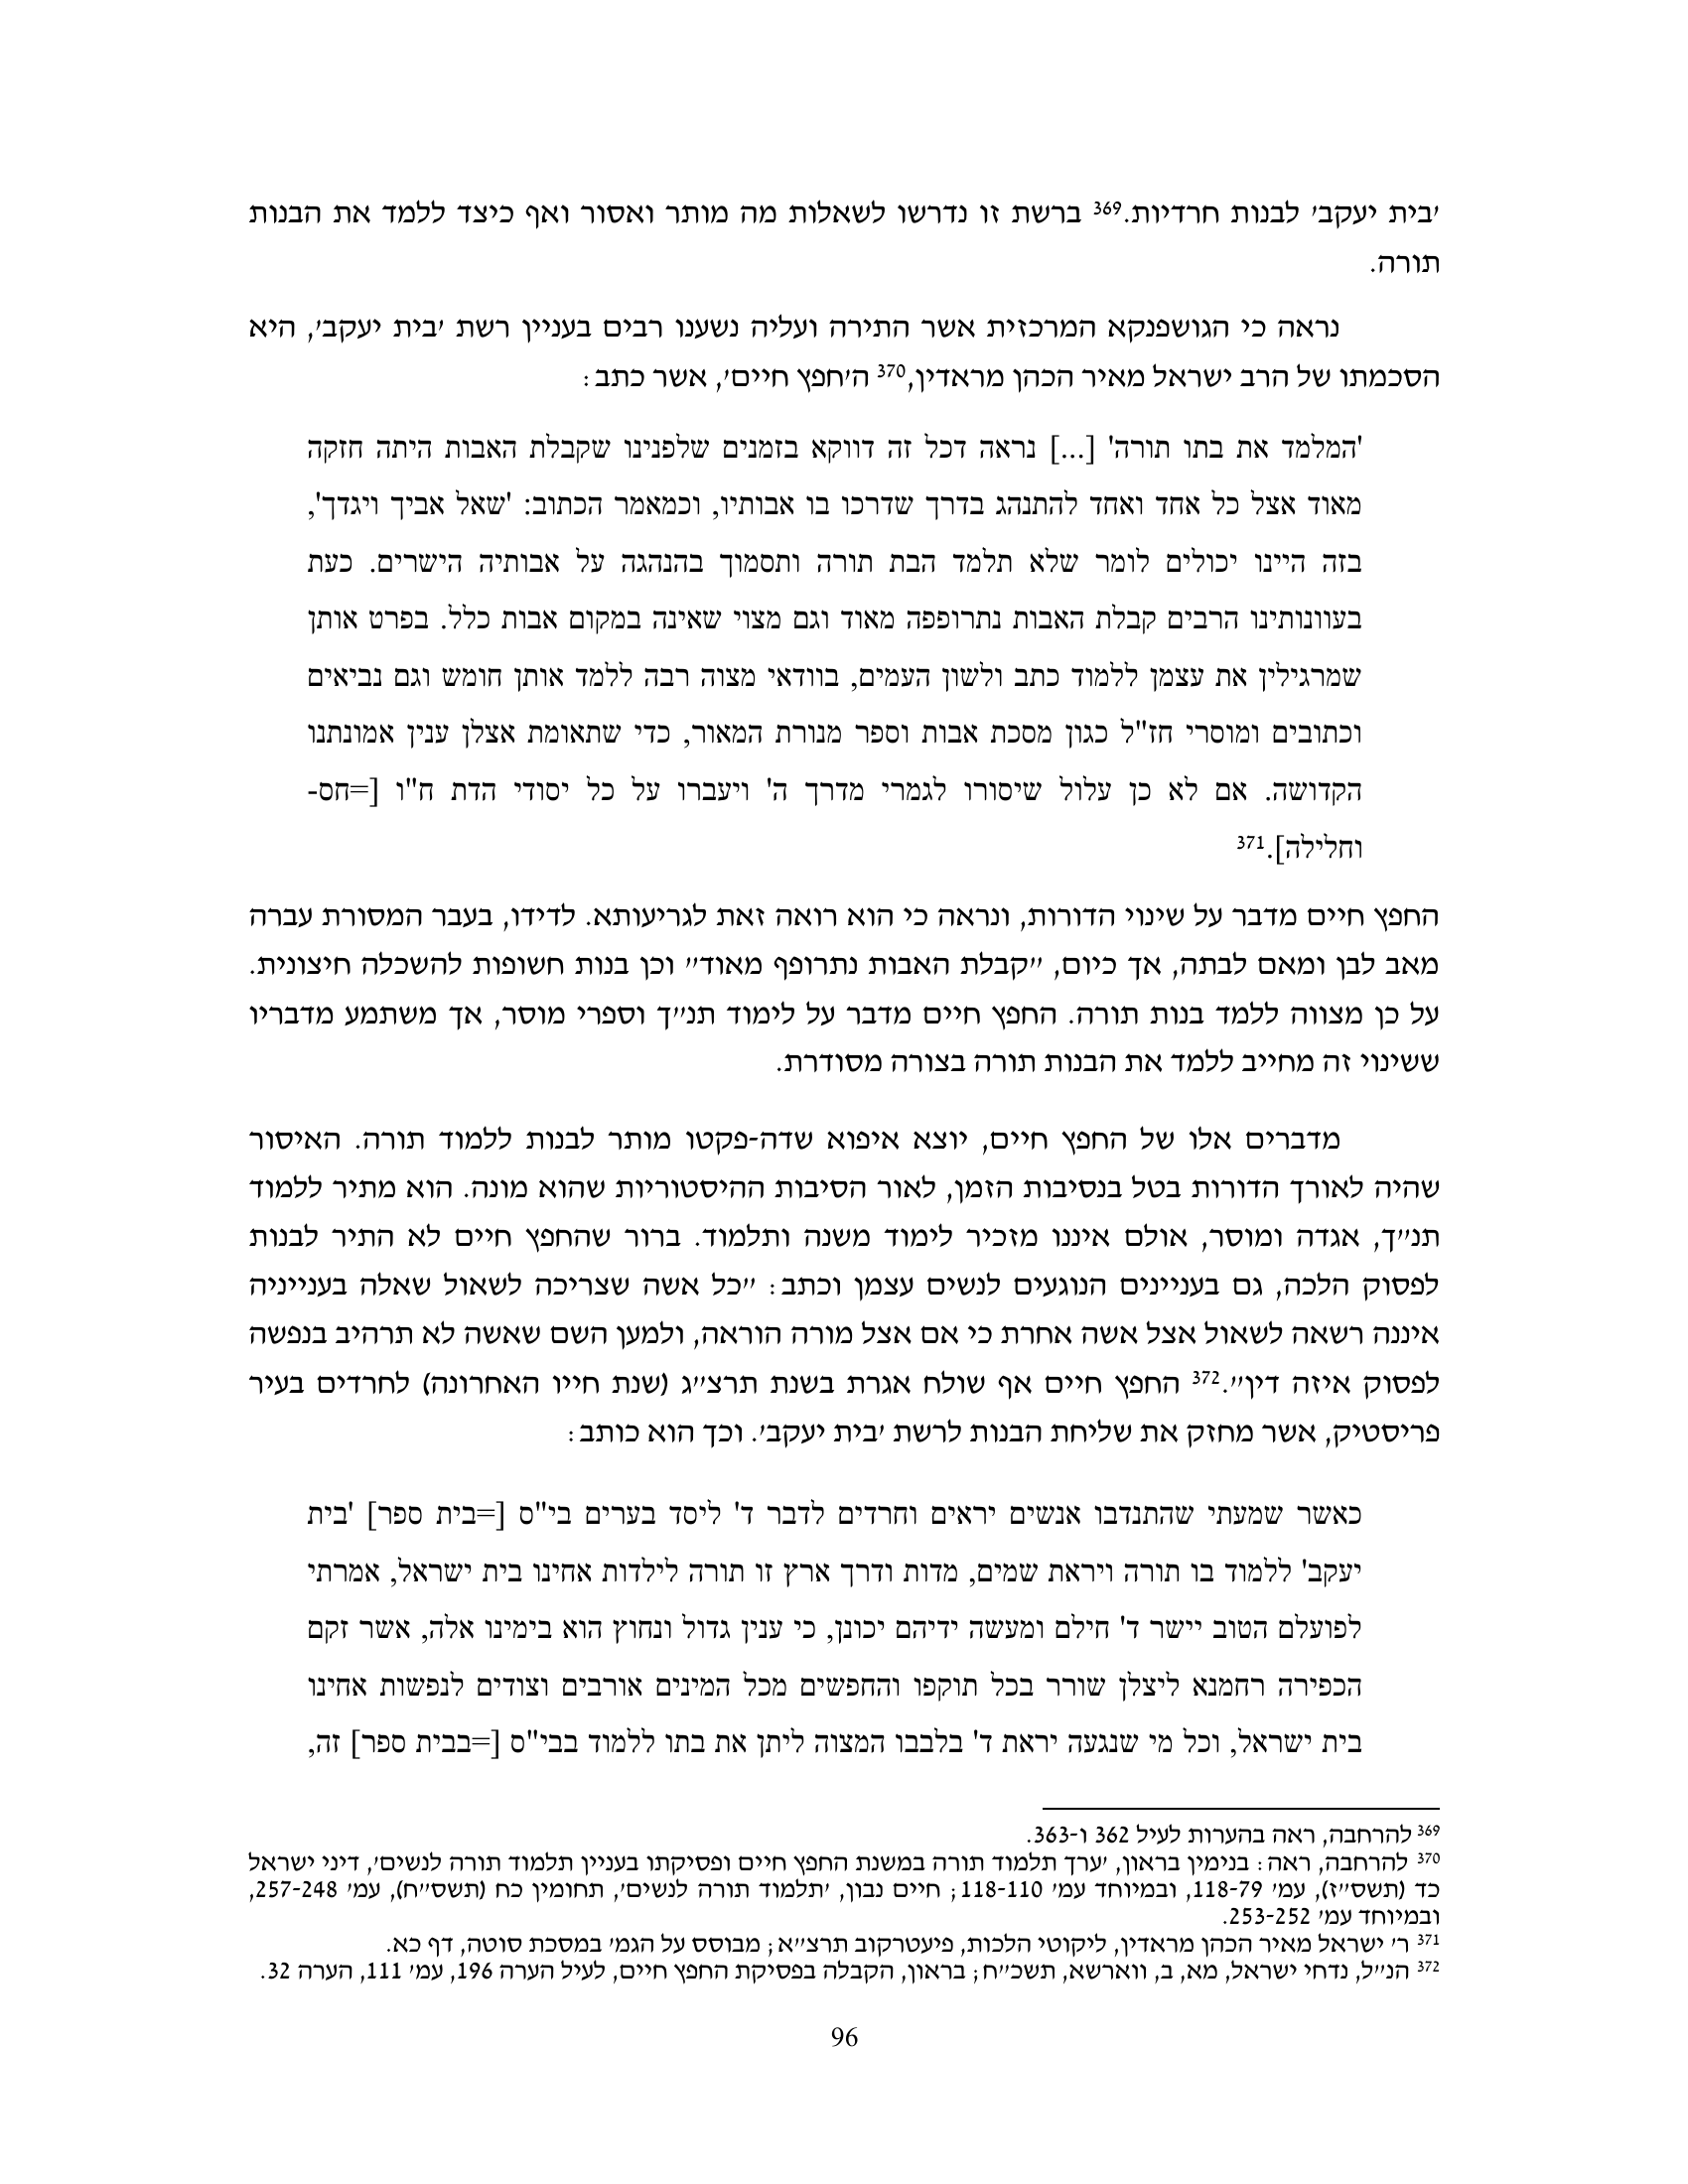 'בית יעקב' לבנות חרדיות.369 ברשת זו נדרשו לשאלות מה מותר ואסור ואף כיצד ללמד את הבנות
תורה.
נראה כי הגושפנקא המרכזית אשר התירה ועליה נשענו רבים בעניין רשת 'בית יעקב', היא
הסכמתו של הרב ישראל מאיר הכהן מראדין,370 ה'חפץ חיים', אשר כתב:
'המלמד את בתו תורה' [...] נראה דכל זה דווקא בזמנים שלפנינו שקבלת האבות היתה חזקה
מאוד אצל כל אחד ואחד להתנהג בדרך שדרכו בו אבותיו, וכמאמר הכתוב: 'שאל אביך ויגדך',
בזה היינו יכולים לומר שלא תלמד הבת תורה ותסמוך בהנהגה על אבותיה הישרים. כעת
בעוונותינו הרבים קבלת האבות נתרופפה מאוד וגם מצוי שאינה במקום אבות כלל. בפרט אותן
שמרגילין את עצמן ללמוד כתב ולשון העמים, בוודאי מצוה רבה ללמד אותן חומש וגם נביאים
וכתובים ומוסרי חז"ל כגון מסכת אבות וספר מנורת המאור, כדי שתאומת אצלן ענין אמונתנו
הקדושה. אם לא כן עלול שיסורו לגמרי מדרך ה' ויעברו על כל יסודי הדת ח"ו [=חס-
וחלילה].371
החפץ חיים מדבר על שינוי הדורות, ונראה כי הוא רואה זאת לגריעותא. לדידו, בעבר המסורת עברה
מאב לבן ומאם לבתה, אך כיום, "קבלת האבות נתרופף מאוד" וכן בנות חשופות להשכלה חיצונית.
על כן מצווה ללמד בנות תורה. החפץ חיים מדבר על לימוד תנ"ך וספרי מוסר, אך משתמע מדבריו
ששינוי זה מחייב ללמד את הבנות תורה בצורה מסודרת.
מדברים אלו של החפץ חיים, יוצא איפוא שדה-פקטו מותר לבנות ללמוד תורה. האיסור
שהיה לאורך הדורות בטל בנסיבות הזמן, לאור הסיבות ההיסטוריות שהוא מונה. הוא מתיר ללמוד
תנ"ך, אגדה ומוסר, אולם איננו מזכיר לימוד משנה ותלמוד. ברור שהחפץ חיים לא התיר לבנות
לפסוק הלכה, גם בעניינים הנוגעים לנשים עצמן וכתב: "כל אשה שצריכה לשאול שאלה בענייניה
איננה רשאה לשאול אצל אשה אחרת כי אם אצל מורה הוראה, ולמען השם שאשה לא תרהיב בנפשה
לפסוק איזה דין".372 החפץ חיים אף שולח אגרת בשנת תרצ"ג (שנת חייו האחרונה) לחרדים בעיר
פריסטיק, אשר מחזק את שליחת הבנות לרשת 'בית יעקב'. וכך הוא כותב:
כאשר שמעתי שהתנדבו אנשים יראים וחרדים לדבר ד' ליסד בערים בי"ס [=בית ספר] 'בית
יעקב' ללמוד בו תורה ויראת שמים, מדות ודרך ארץ זו תורה לילדות אחינו בית ישראל, אמרתי
לפועלם הטוב יישר ד' חילם ומעשה ידיהם יכונן, כי ענין גדול ונחוץ הוא בימינו אלה, אשר זקם
הכפירה רחמנא ליצלן שורר בכל תוקפו והחפשים מכל המינים אורבים וצודים לנפשות אחינו
בית ישראל, וכל מי שנגעה יראת ד' בלבבו המצוה ליתן את בתו ללמוד בבי"ס [=בבית ספר] זה,
369 להרחבה, ראה בהערות לעיל 362 ו-363.
370 להרחבה, ראה: בנימין בראון, 'ערך תלמוד תורה במשנת החפץ חיים ופסיקתו בעניין תלמוד תורה לנשים', דיני ישראל
כד (תשס"ז), עמ' 118-79, ובמיוחד עמ' 118-110; חיים נבון, 'תלמוד תורה לנשים', תחומין כח (תשס"ח), עמ' 257-248,
ובמיוחד עמ' 253-252.
371 ר' ישראל מאיר הכהן מראדין, ליקוטי הלכות, פיעטרקוב תרצ"א; מבוסס על הגמ' במסכת סוטה, דף כא.
372 הנ"ל, נדחי ישראל, מא, ב, ווארשא, תשכ"ח; בראון, הקבלה בפסיקת החפץ חיים, לעיל הערה 196, עמ' 111, הערה 32.
96